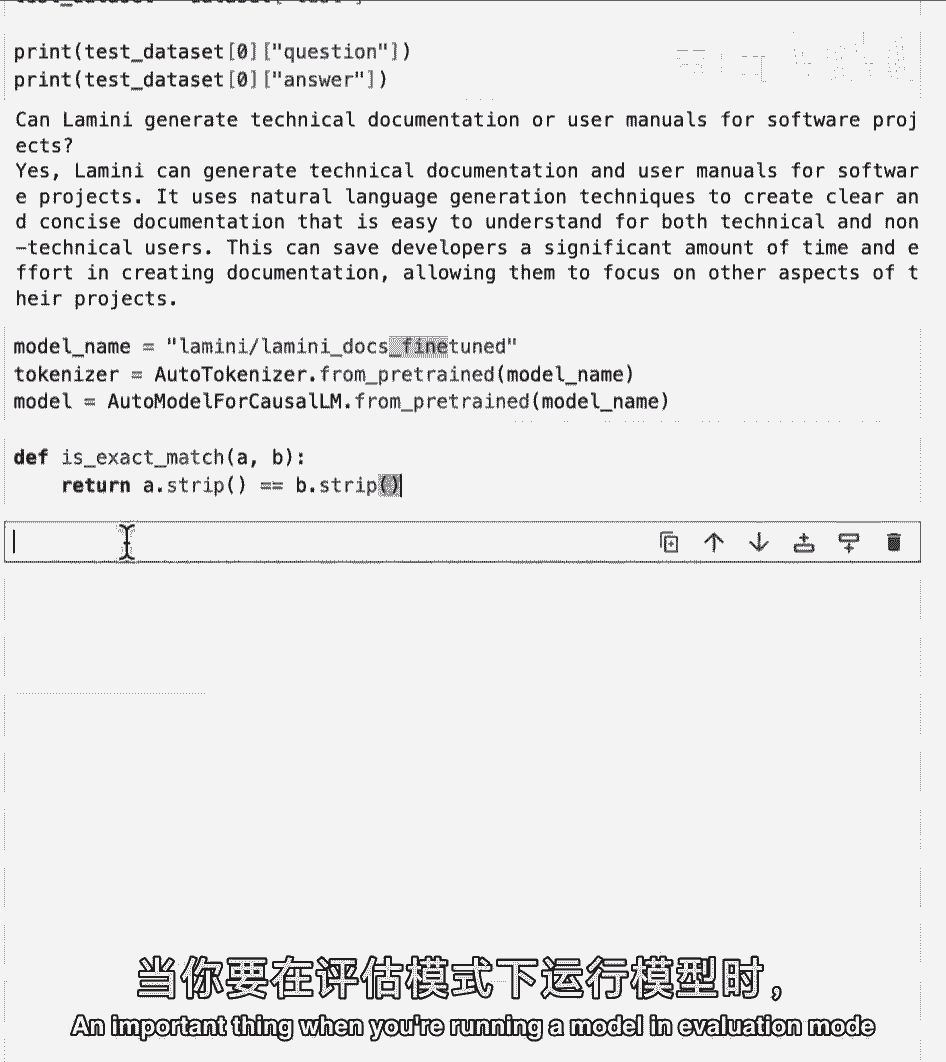 print(test_dataset[0]["question"])
print(test_dataset[0]["answer"])
Can Lamini generate technical documentation or user manuals for software proj
ects?
Yes, Lamini can generate technical documentation and user manuals for softwar
e projects. It uses natural language generation techniques to create clear an
d concise documentation that is easy to understand for both technical and non
-technical users. This can save developers a significant amount of time and e
ffort in creating documentation, allowing them to focus on other aspects of t
heir projects.
model_name = "lamini/lamini_docs_finetuned"
tokenizer = AutoTokenizer.from_pretrained(model_name)
model = AutoModelForCausalLM.from_pretrained(model_name)
def is_exact_match(a, b):
    return a.strip() == b.strip()
当你要在评估模式下运行模型时，
An important thing when you're running a model in evaluation mode